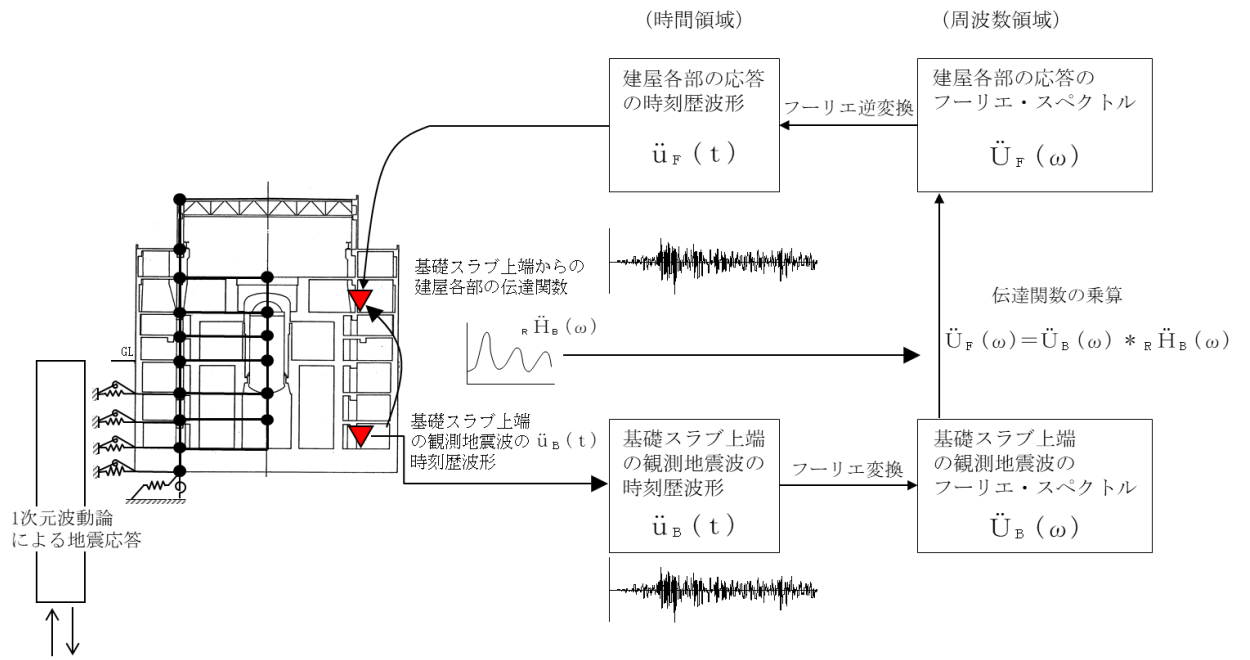 (時間領域)
(周波数領域)
建屋各部の応答
の時刻歴波形
ü F (t)
フーリエ逆変換
建屋各部の応答の
フーリエ・スペクトル
Ü F (ω)
基礎スラブ上端からの
建屋各部の伝達関数
R Ḧ B (ω)
伝達関数の乗算
Ü F (ω)=Ü B (ω) * R Ḧ B (ω)
GL
基礎スラブ上端
の観測地震波の ü B (t)
時刻歴波形
基礎スラブ上端
の観測地震波の
時刻歴波形
ü B (t)
フーリエ変換
基礎スラブ上端
の観測地震波の
フーリエ・スペクトル
Ü B (ω)
1次元波動論
による地震応答